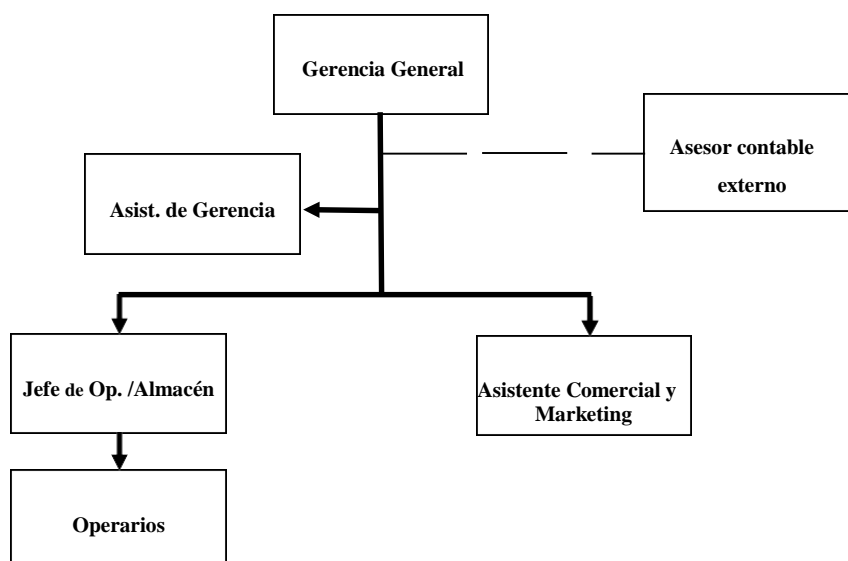 Gerencia General
Asesor contable
externo
Asist. de Gerencia
Jefe de Op. /Almacén
Asistente Comercial y
Marketing
Operarios